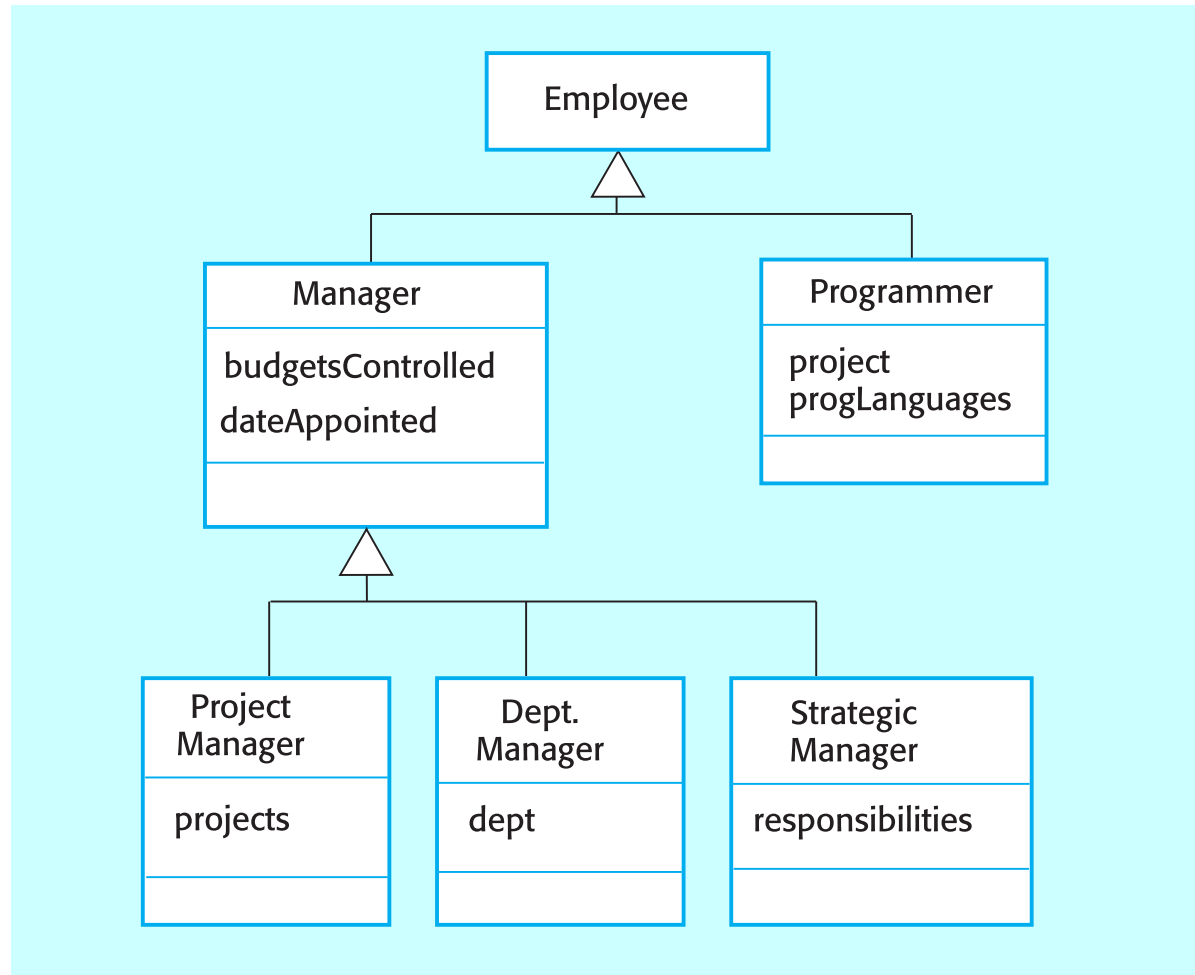 Employee
Manager
budgetsControlled
dateAppointed
Programmer
project
progLanguages
Project
Manager
projects
Dept.
Manager
dept
Strategic
Manager
responsibilities